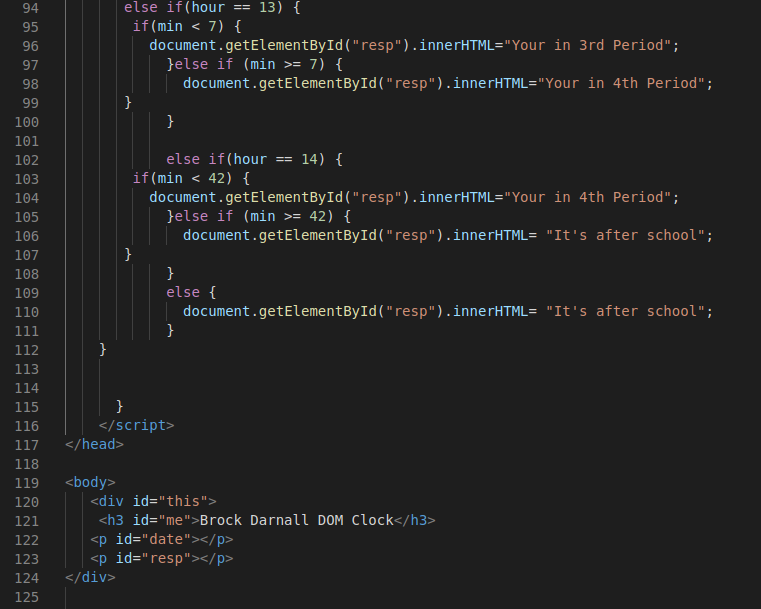 94 else if(hour == 13) {
95 if(min < 7) {
96 document.getElementById("resp").innerHTML="Your in 3rd Period";
97 }else if (min >= 7) {
98 document.getElementById("resp").innerHTML="Your in 4th Period";
99 }
100 }
101
102 else if(hour == 14) {
103 if(min < 42) {
104 document.getElementById("resp").innerHTML="Your in 4th Period";
105 }else if (min >= 42) {
106 document.getElementById("resp").innerHTML= "It's after school";
107 }
108 }
109 else {
110 document.getElementById("resp").innerHTML= "It's after school";
111 }
112 }
113
114
115 }
116 </script>
117 </head>
118
119 <body>
120 <div id="this">
121 <h3 id="me">Brock Darnall DOM Clock</h3>
122 <p id="date"></p>
123 <p id="resp"></p>
124 </div>
125